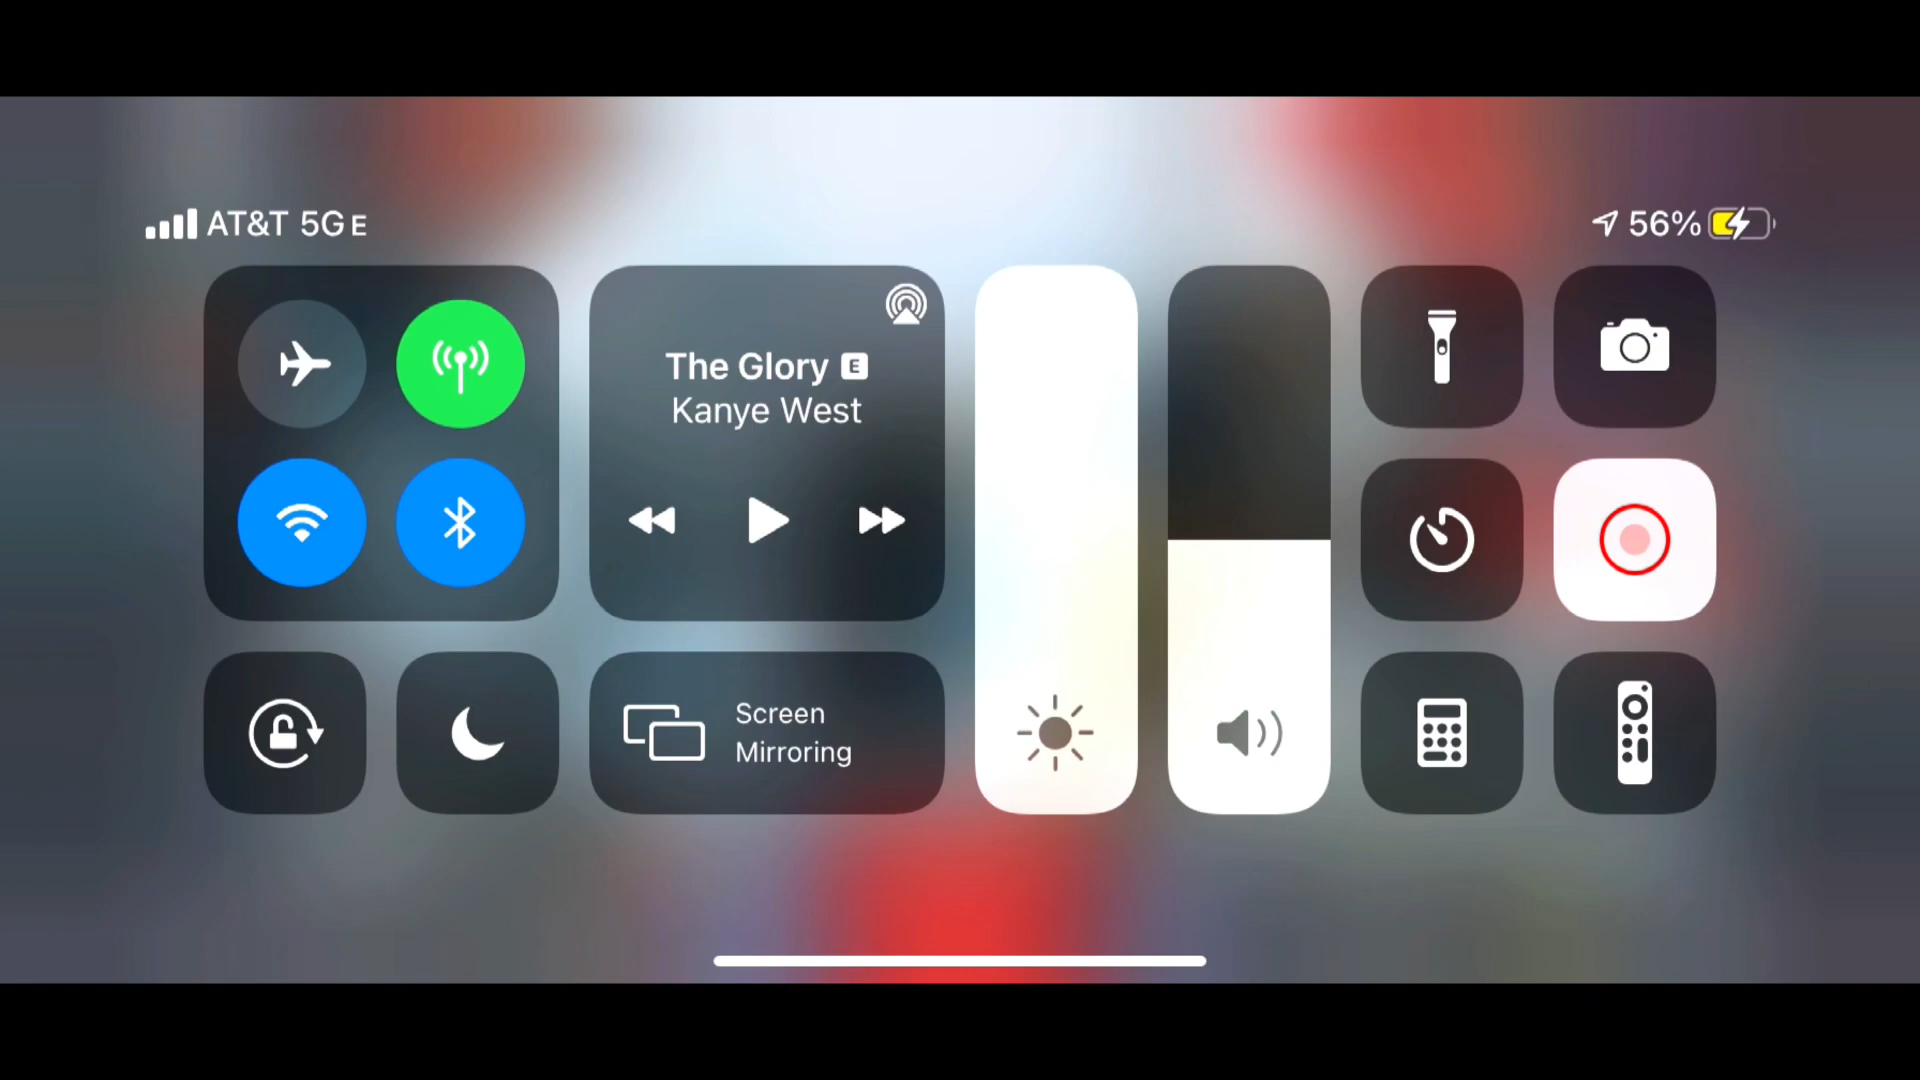 AT&T 5GE
56%
The Glory E
Kanye West
Screen
Mirroring